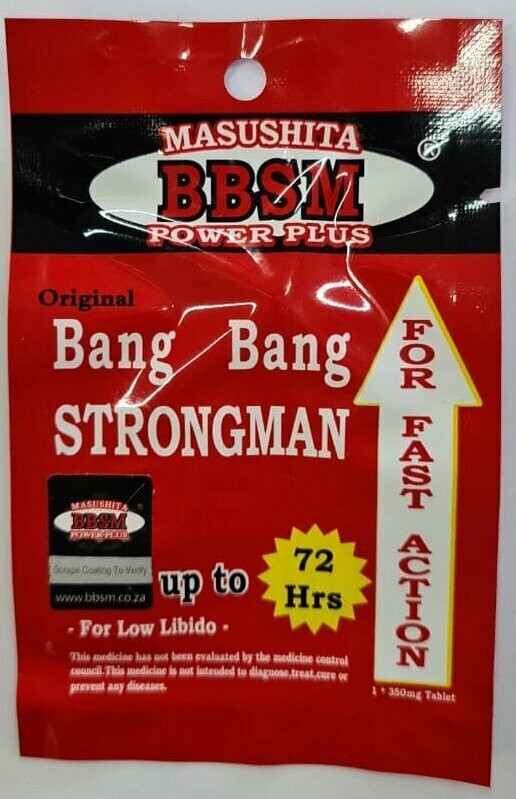 MASUSHITA
BBSM
®
POWER PLUS
Original
Bang Bang
STRONGMAN
FOR FAST ACTION
MASUSHITA
BBSM
POWER PLUS
Scrape Coating To Verify
www.bbsm.co.za
up to
72
Hrs
- For Low Libido -
This medicine has not been evaluated by the medicine control
council.This medicine is not intended to diagnose,treat,cure or
prevent any diseases.
1 * 350mg Tablet